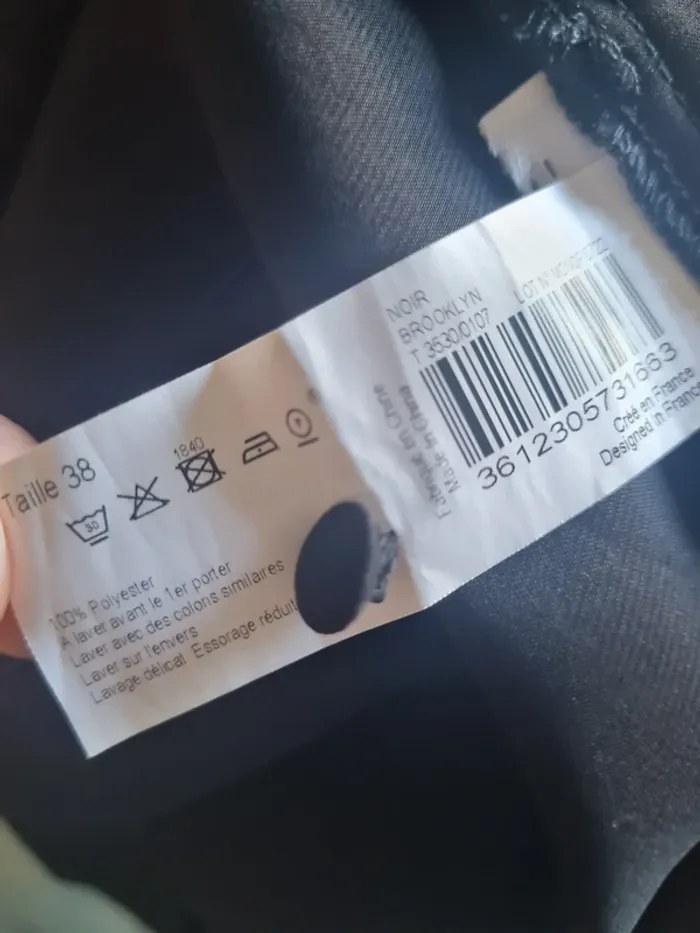 Taille 38
30
1840
100% Polyester
A laver avant le 1er porter
Laver avec des colons similaires
Laver sur l'envers
Lavage délicat Essorage réduit
Fabriqué en Chine
Made in China
NOIR
BROOKLYN
T 3530/0107
LOT N°
3612305731663
Créé en France
Designed in France